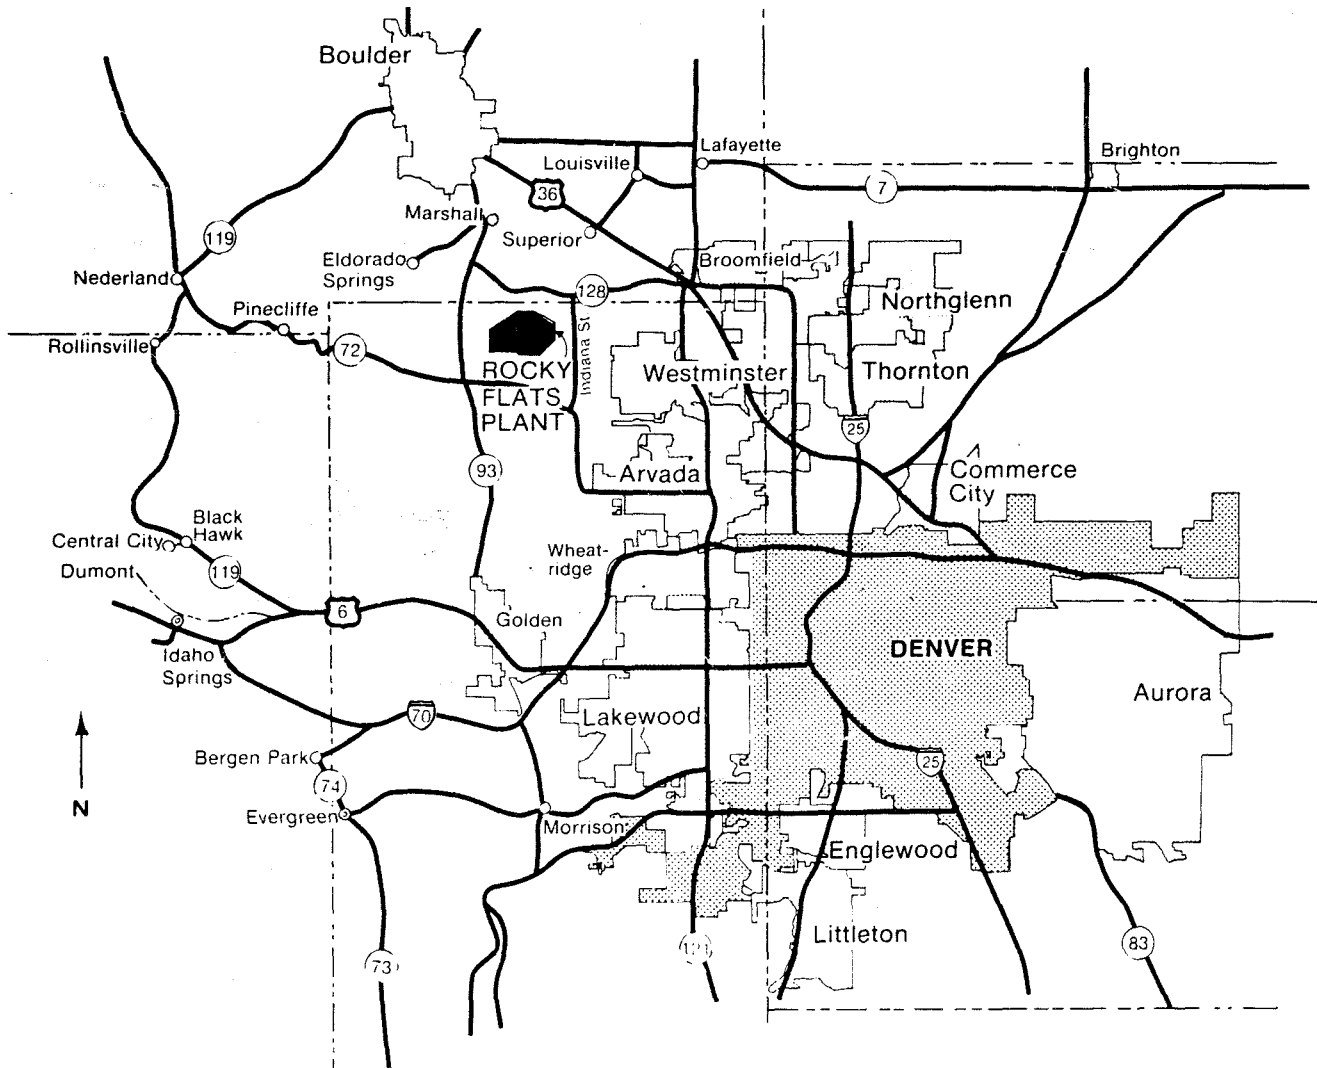 Boulder
Lafayette
Brighton
Louisville
36
7
Marshall
Superior
119
Eldorado
Springs
Broomfield
Nederland
128
Northglenn
Pinecliffe
Rollinsville
72
Indiana St
ROCKY
FLATS
PLANT
Westminster
Thornton
25
93
Arvada
Commerce
City
Black
Hawk
Central City
Wheat-
ridge
Dumont
119
6
Golden
DENVER
Idaho
Springs
Aurora
70
Lakewood
N
Bergen Park
25
74
Evergreen
Morrison
Englewood
Littleton
73
121
83